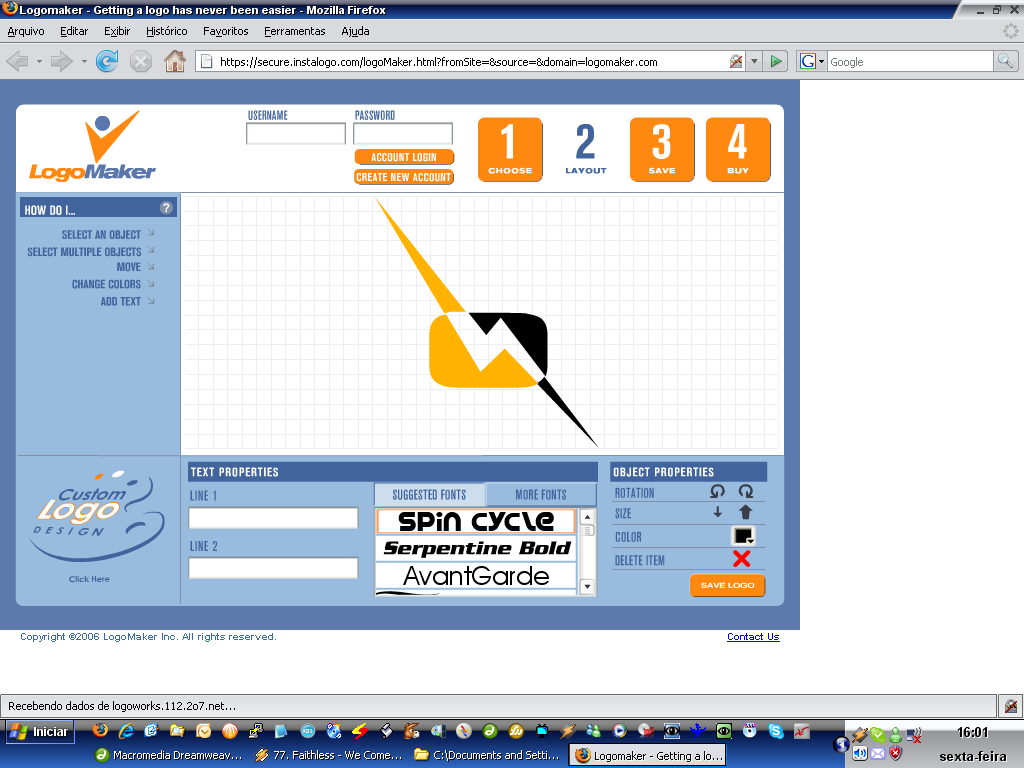 Logomaker - Getting a logo has never been easier - Mozilla Firefox
Arquivo Editar Exibir Histórico Favoritos Ferramentas Ajuda
https://secure.instalogo.com/logoMaker.html?fromSite=&source=&domain=logomaker.com
G Google
LogoMaker
USERNAME PASSWORD
ACCOUNT LOGIN
CREATE NEW ACCOUNT
1 CHOOSE
2 LAYOUT
3 SAVE
4 BUY
HOW DO I... ?
SELECT AN OBJECT
SELECT MULTIPLE OBJECTS
MOVE
CHANGE COLORS
ADD TEXT
Custom
Logo
DESIGN
Click Here
TEXT PROPERTIES
LINE 1
LINE 2
SUGGESTED FONTS MORE FONTS
SPIN CYCLE
Serpentine Bold
AvantGarde
OBJECT PROPERTIES
ROTATION
SIZE
COLOR
DELETE ITEM
SAVE LOGO
Copyright ©2006 LogoMaker Inc. All rights reserved. Contact Us
Recebendo dados de logoworks.112.2o7.net...
Iniciar
Macromedia Dreamweav... 77. Faithless - We Come... C:\Documents and Setti... Logomaker - Getting a lo...
16:01
sexta-feira